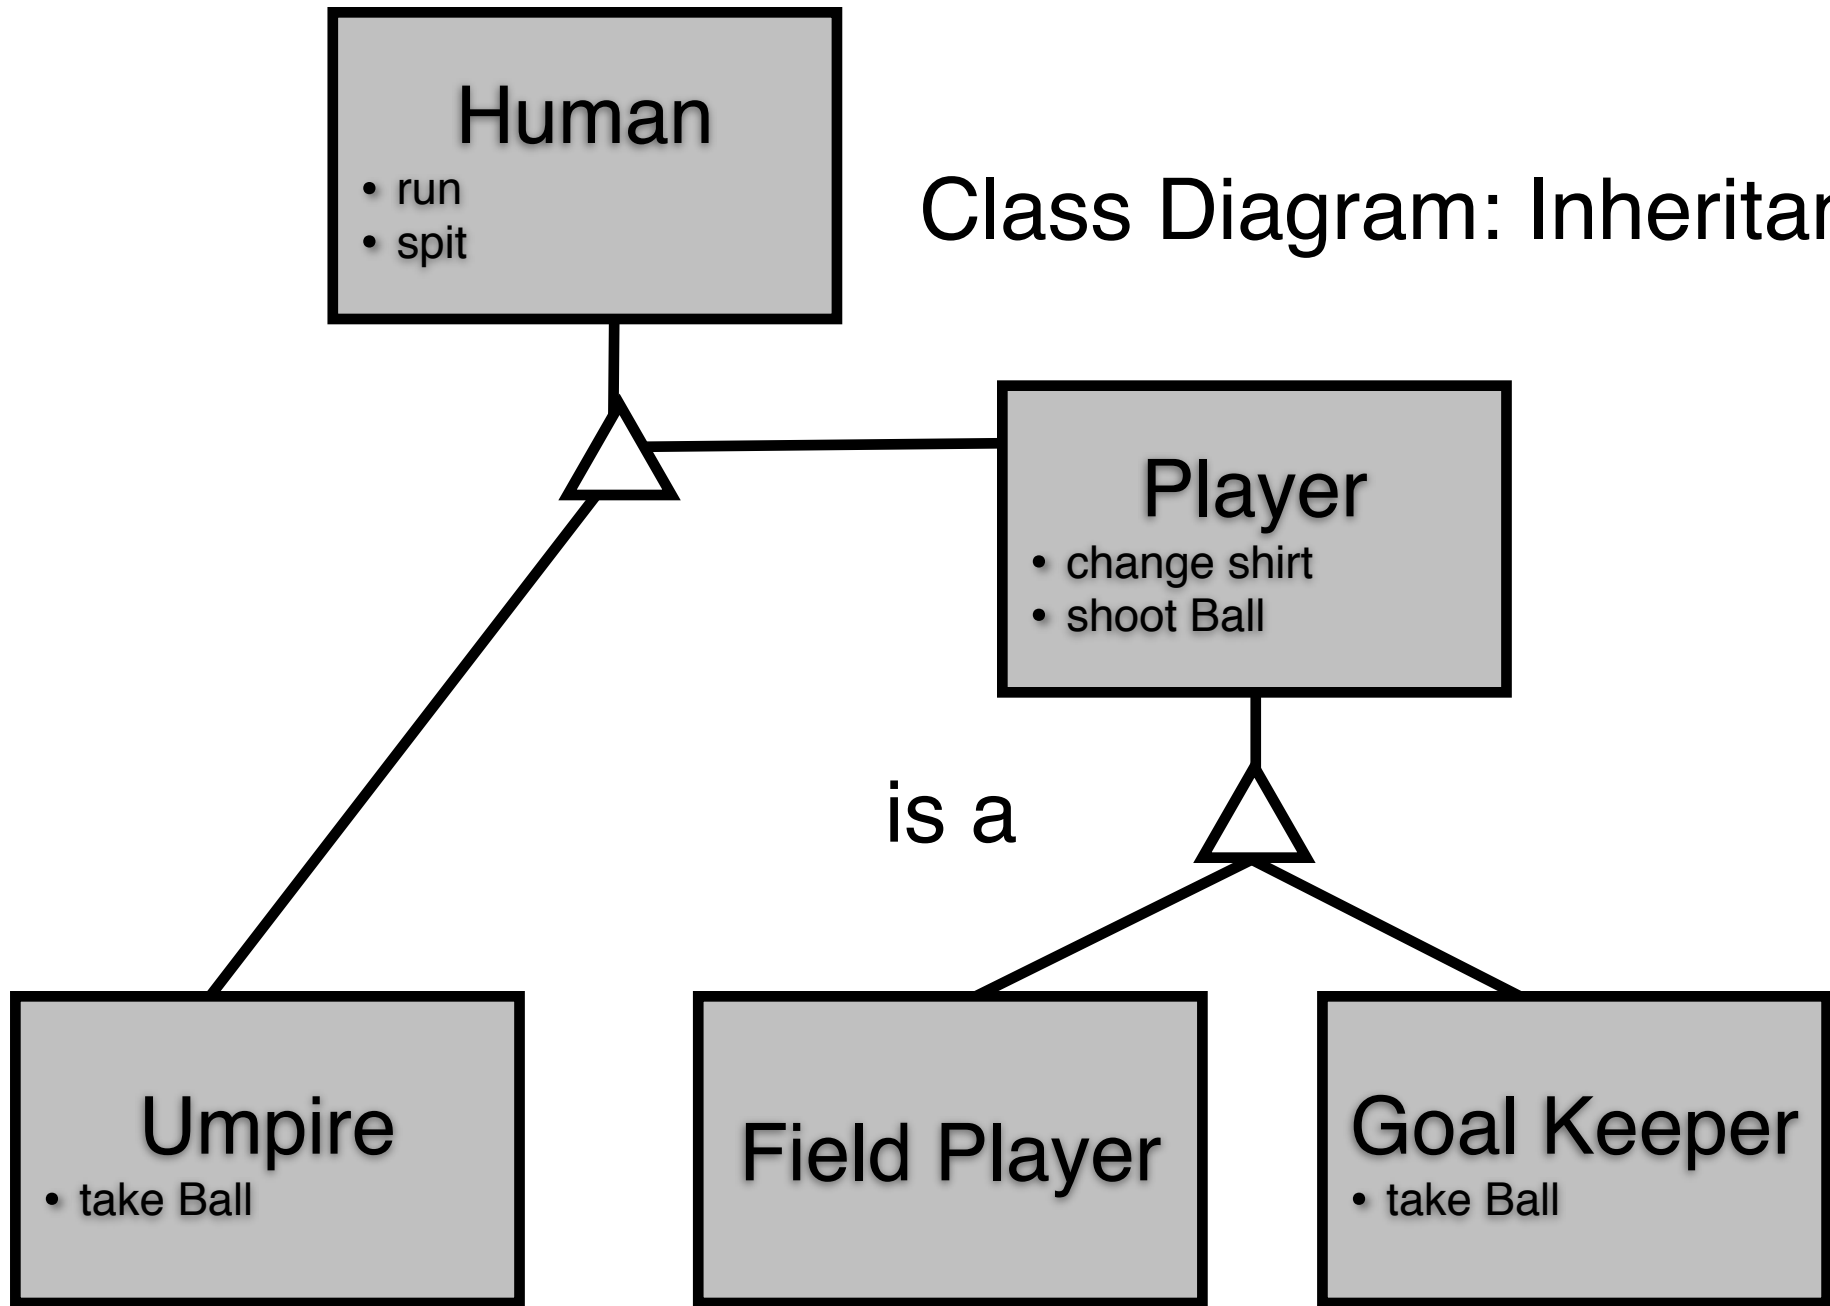 Human
• run
• spit
Class Diagram: Inheritan
Player
• change shirt
• shoot Ball
is a
Umpire
• take Ball
Field Player
Goal Keeper
• take Ball